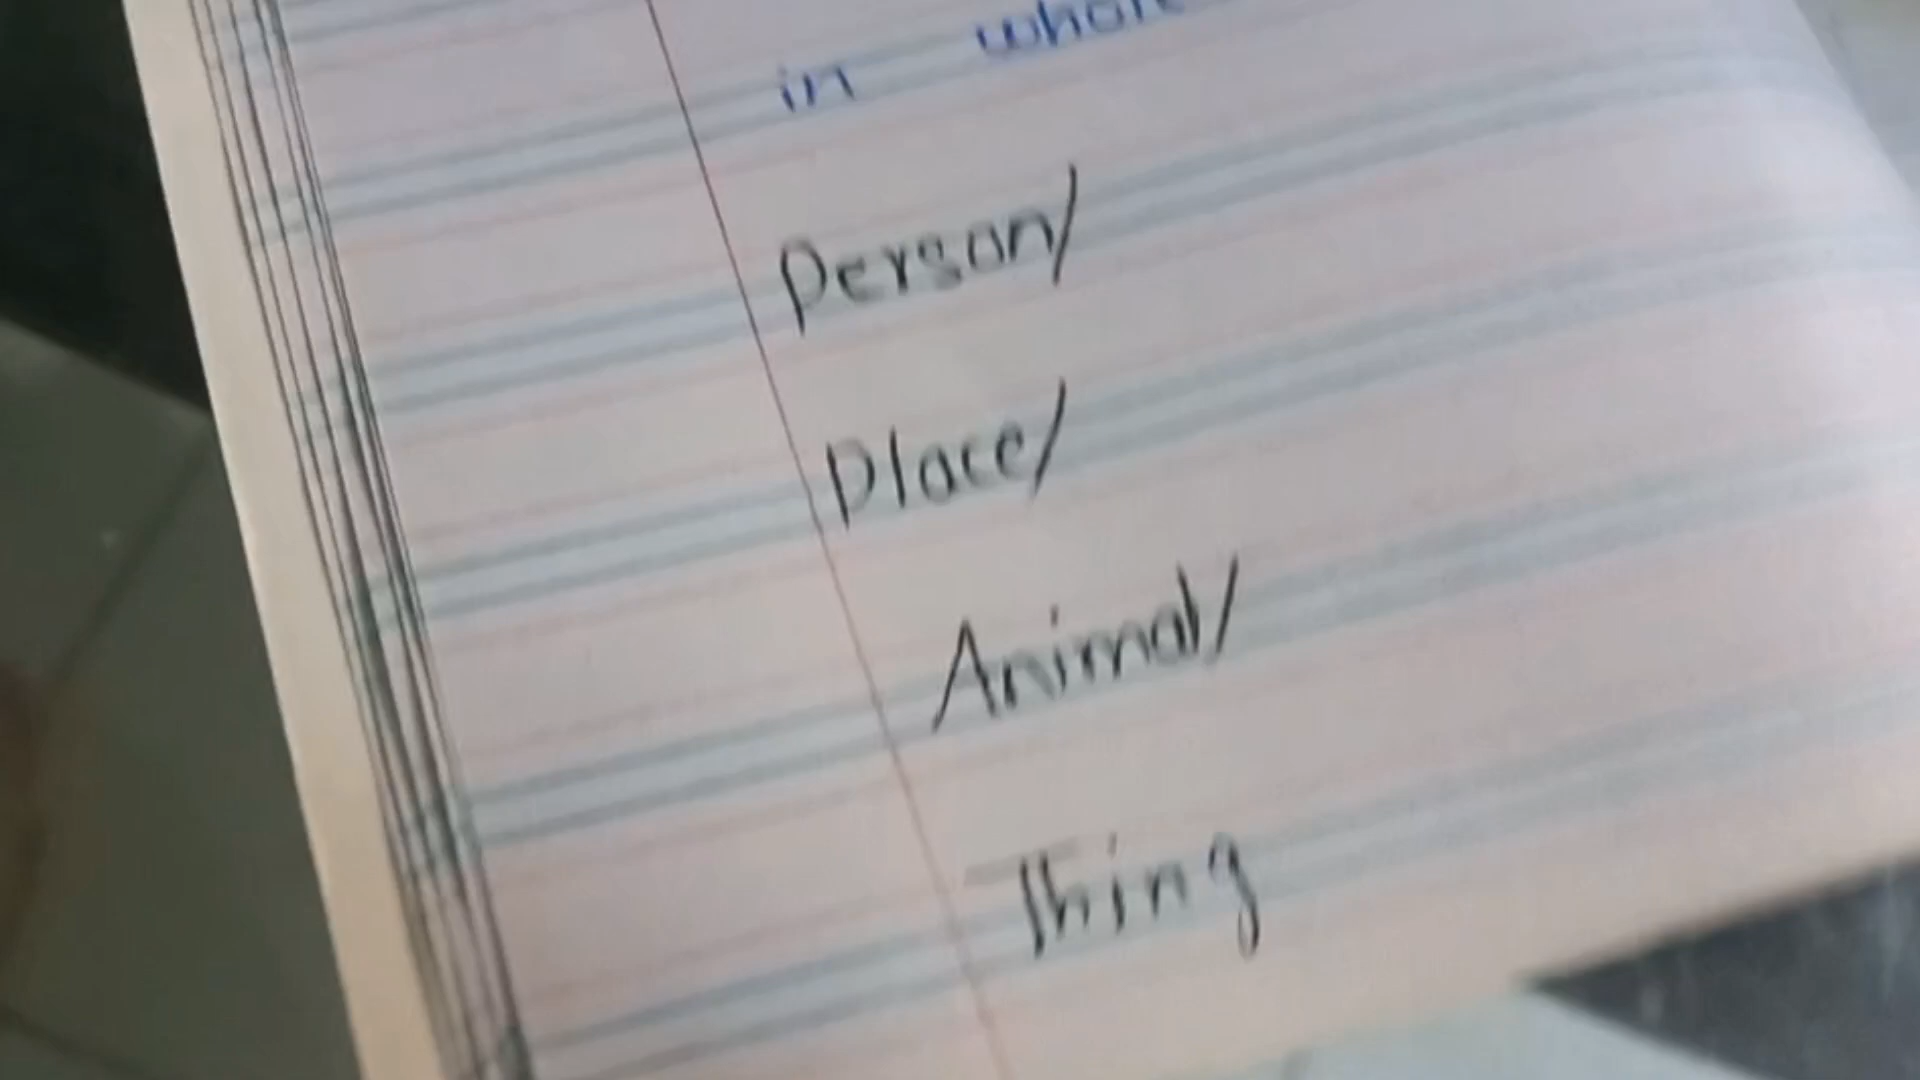 in
Person/
Place/
Animal/
Thing